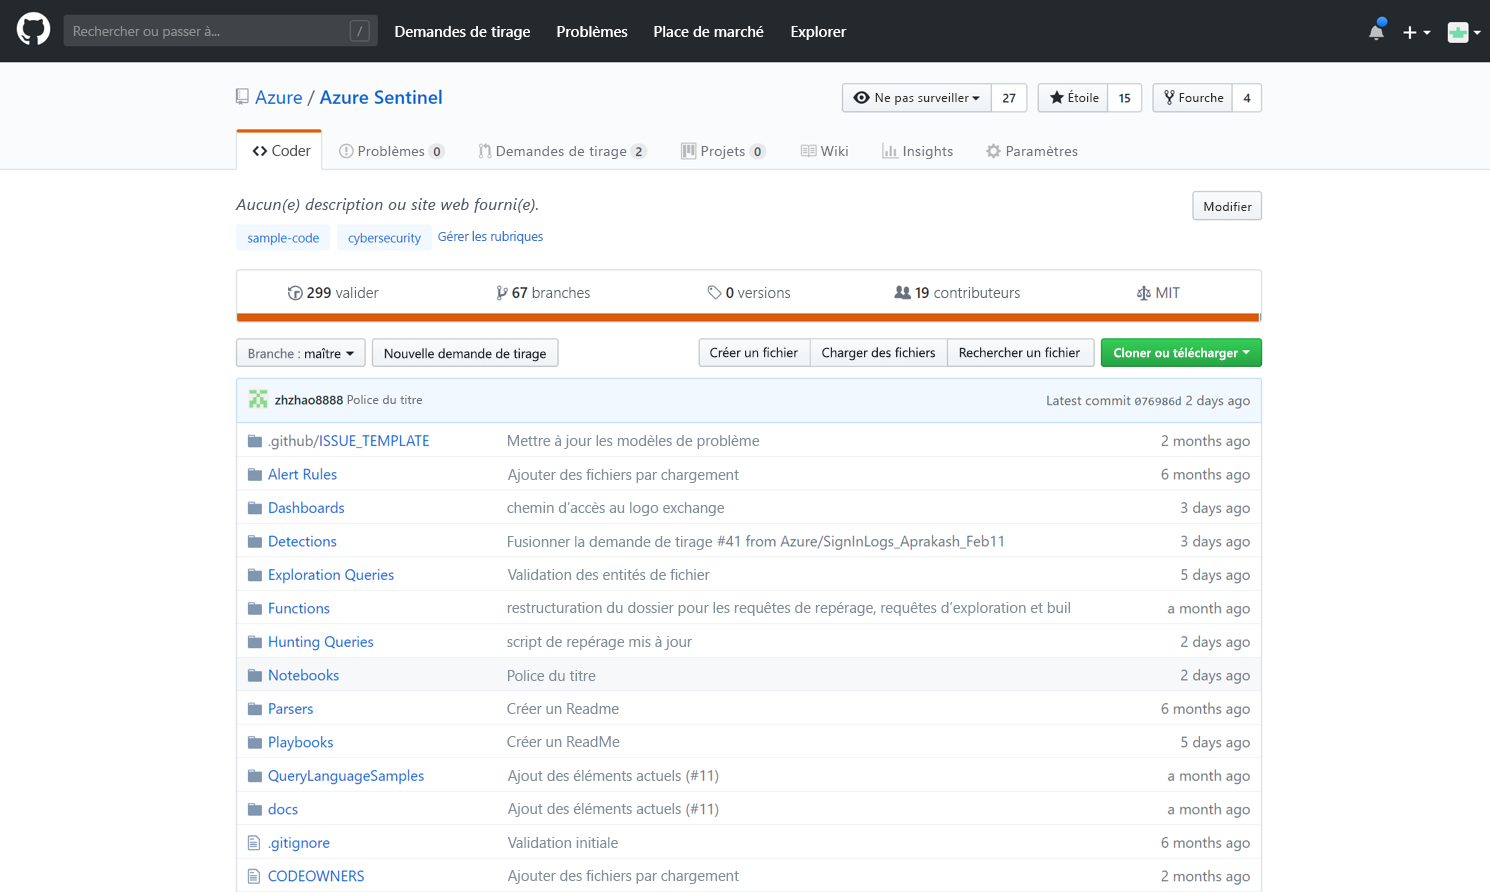 Rechercher ou passer à... / Demandes de tirage Problèmes Place de marché Explorer
Azure / Azure Sentinel Ne pas surveiller 27 Étoile 15 Fourche 4
Coder Problèmes 0 Demandes de tirage 2 Projets 0 Wiki Insights Paramètres
Aucun(e) description ou site web fourni(e). Modifier
sample-code cybersecurity Gérer les rubriques
299 valider 67 branches 0 versions 19 contributeurs MIT
Branche : maître Nouvelle demande de tirage Créer un fichier Charger des fichiers Rechercher un fichier Cloner ou télécharger
zhzhao8888 Police du titre Latest commit 076986d 2 days ago
.github/ISSUE_TEMPLATE Mettre à jour les modèles de problème 2 months ago
Alert Rules Ajouter des fichiers par chargement 6 months ago
Dashboards chemin d'accès au logo exchange 3 days ago
Detections Fusionner la demande de tirage #41 from Azure/SignInLogs_Aprakash_Feb11 3 days ago
Exploration Queries Validation des entités de fichier 5 days ago
Functions restructuration du dossier pour les requêtes de repérage, requêtes d'exploration et buil a month ago
Hunting Queries script de repérage mis à jour 2 days ago
Notebooks Police du titre 2 days ago
Parsers Créer un Readme 6 months ago
Playbooks Créer un ReadMe 5 days ago
QueryLanguageSamples Ajout des éléments actuels (#11) a month ago
docs Ajout des éléments actuels (#11) a month ago
.gitignore Validation initiale 6 months ago
CODEOWNERS Ajouter des fichiers par chargement 2 months ago